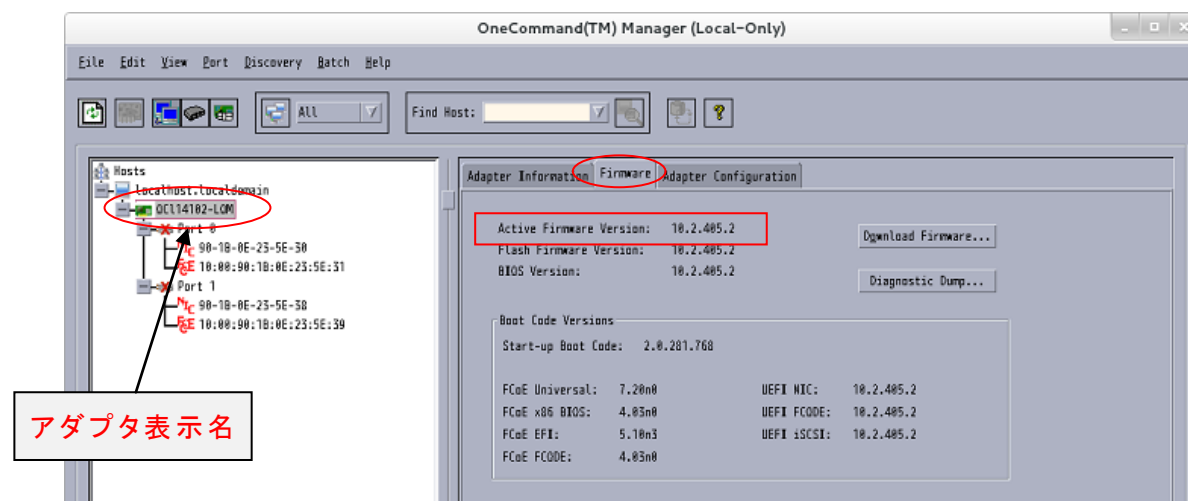 OneCommand(TM) Manager (Local-Only)
File Edit View Port Discovery Batch Help
All
Find Host:
Hosts
localhost.localdomain
OCl14102-LOM
Port 0
NIC 90-1B-0E-23-5E-30
FCoE 10:00:90:1B:0E:23:5E:31
Port 1
NIC 90-1B-0E-23-5E-38
FCoE 10:00:90:1B:0E:23:5E:39
アダプタ表示名
Adapter Information Firmware Adapter Configuration
Active Firmware Version: 10.2.405.2
Flash Firmware Version: 10.2.405.2
BIOS Version: 10.2.405.2
Download Firmware...
Diagnostic Dump...
Boot Code Versions
Start-up Boot Code: 2.0.281.768
FCoE Universal: 7.20n0 UEFI NIC: 10.2.405.2
FCoE x86 BIOS: 4.03n0 UEFI FCODE: 10.2.405.2
FCoE EFI: 5.10n3 UEFI iSCSI: 10.2.405.2
FCoE FCODE: 4.03n0